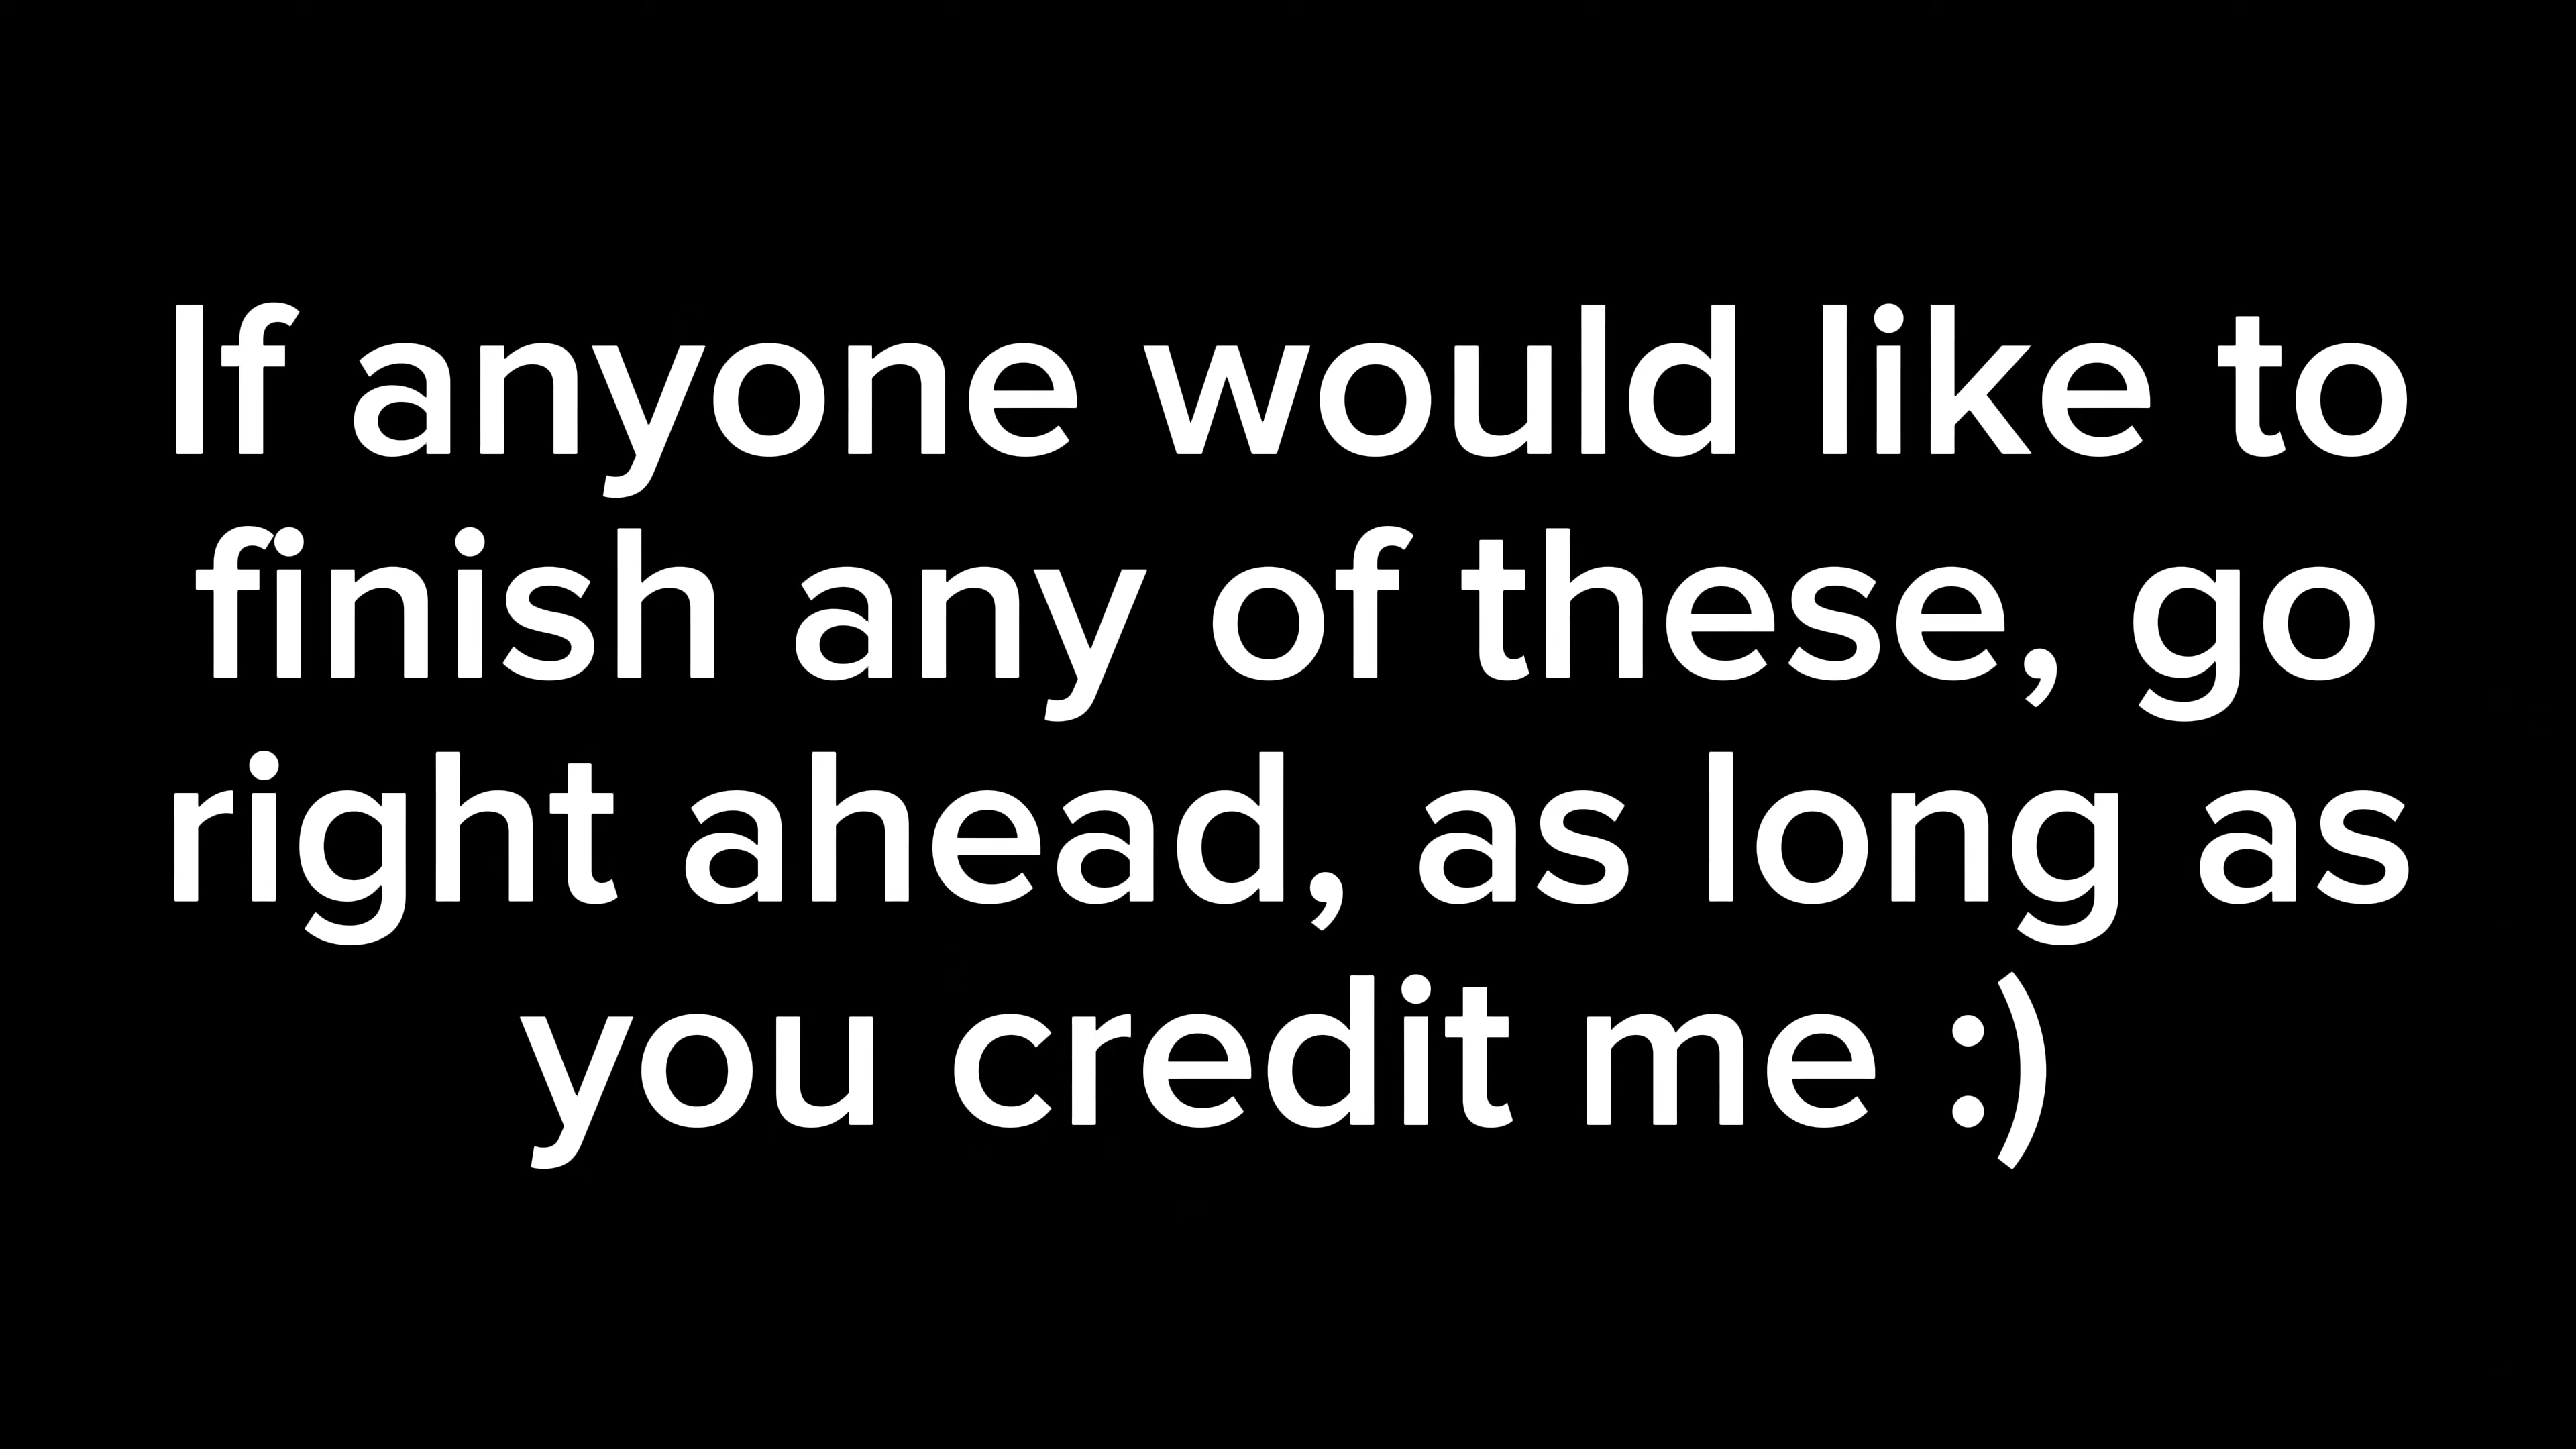 If anyone would like to
finish any of these, go
right ahead, as long as
you credit me :)